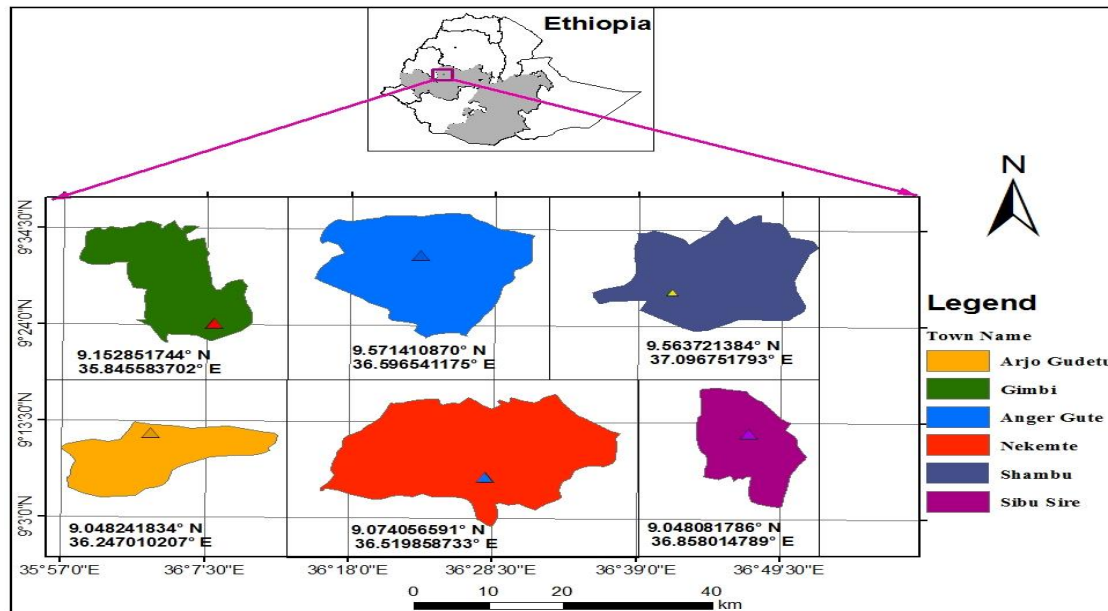 Ethiopia
N
9°34'30"N
9°24'0"N
9°13'30"N
9°3'0"N
9.152851744° N
35.845583702° E
9.571410870° N
36.596541175° E
9.563721384° N
37.096751793° E
9.048241834° N
36.247010207° E
9.074056591° N
36.519858733° E
9.048081786° N
36.858014789° E
35°57'0"E
36°7'30"E
36°18'0"E
36°28'30"E
36°39'0"E
36°49'30"E
0 10 20 40
km
Legend
Town Name
Arjo Gudetu
Gimbi
Anger Gute
Nekemte
Shambu
Sibu Sire